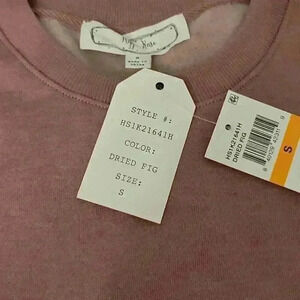 S
STYLE #:
HS1K21641H
COLOR:
DRIED FIG
SIZE:
S
HS1K21641H
DRIED FIG
S